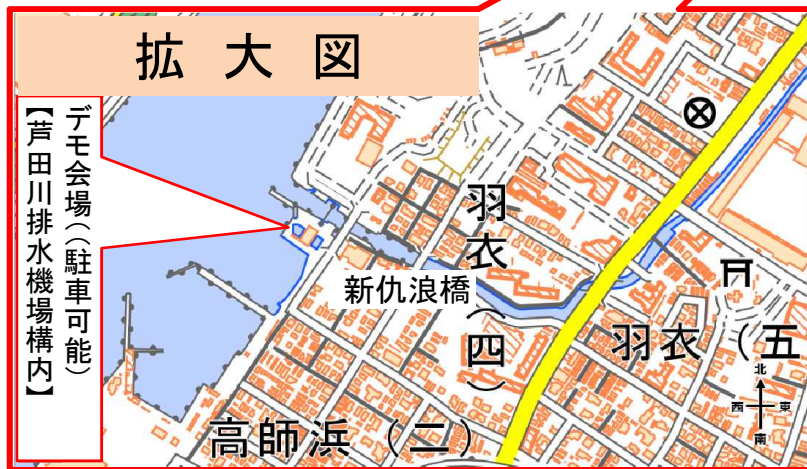 拡大図
デモ会場((駐車可能)
【芦田川排水機場構内】
羽衣(四)
新仇浪橋
羽衣(五
高師浜(二)
北
西 東
南